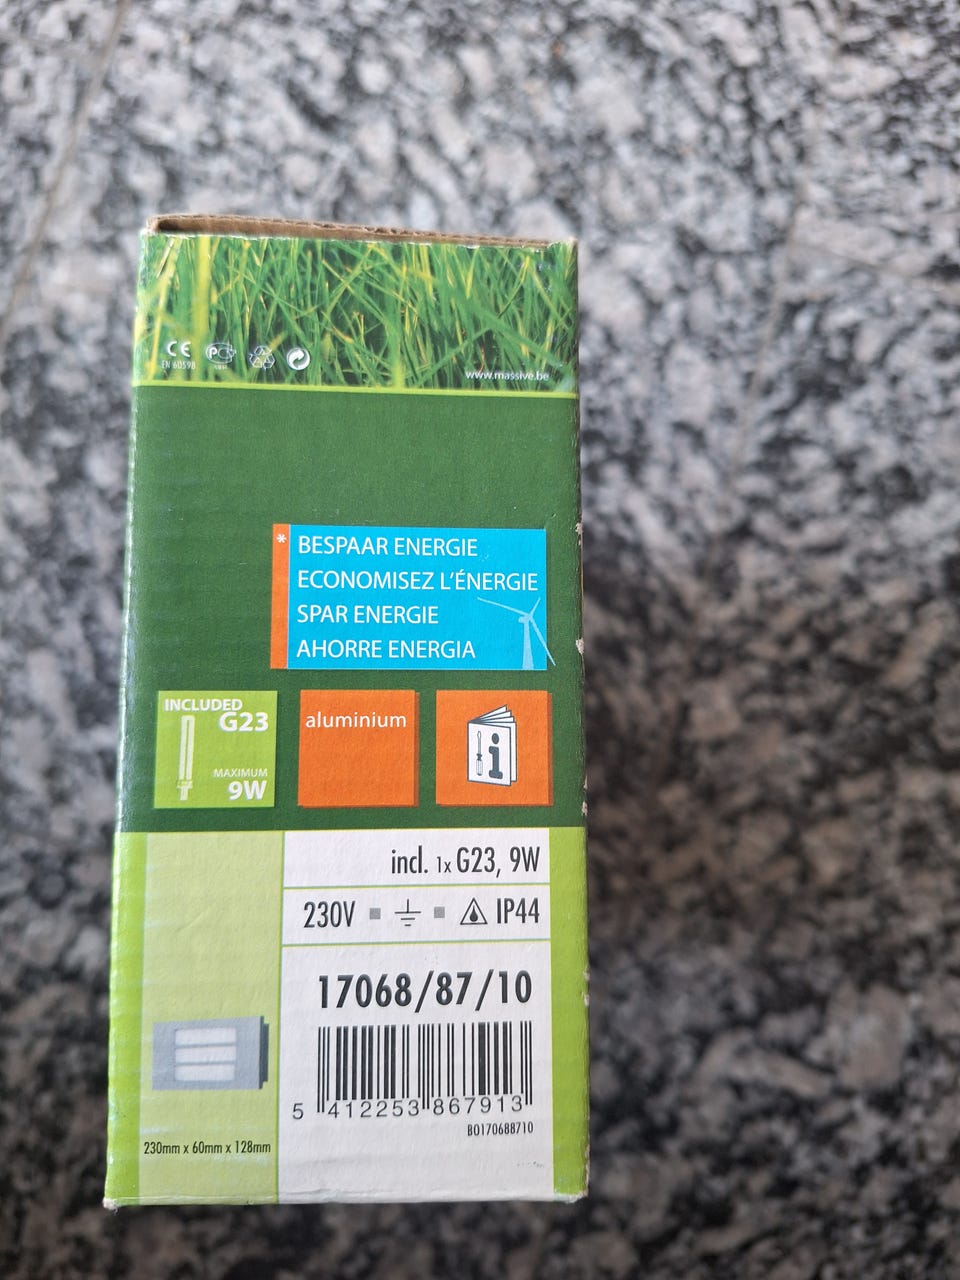 CE
EN 60598
www.massive.be
* BESPAAR ENERGIE
ECONOMISEZ L'ÉNERGIE
SPAR ENERGIE
AHORRE ENERGIA
INCLUDED
G23
MAXIMUM
9W
aluminium
i
incl. 1x G23, 9W
230V IP44
17068/87/10
5 412253 867913
B0170688710
230mm x 60mm x 128mm